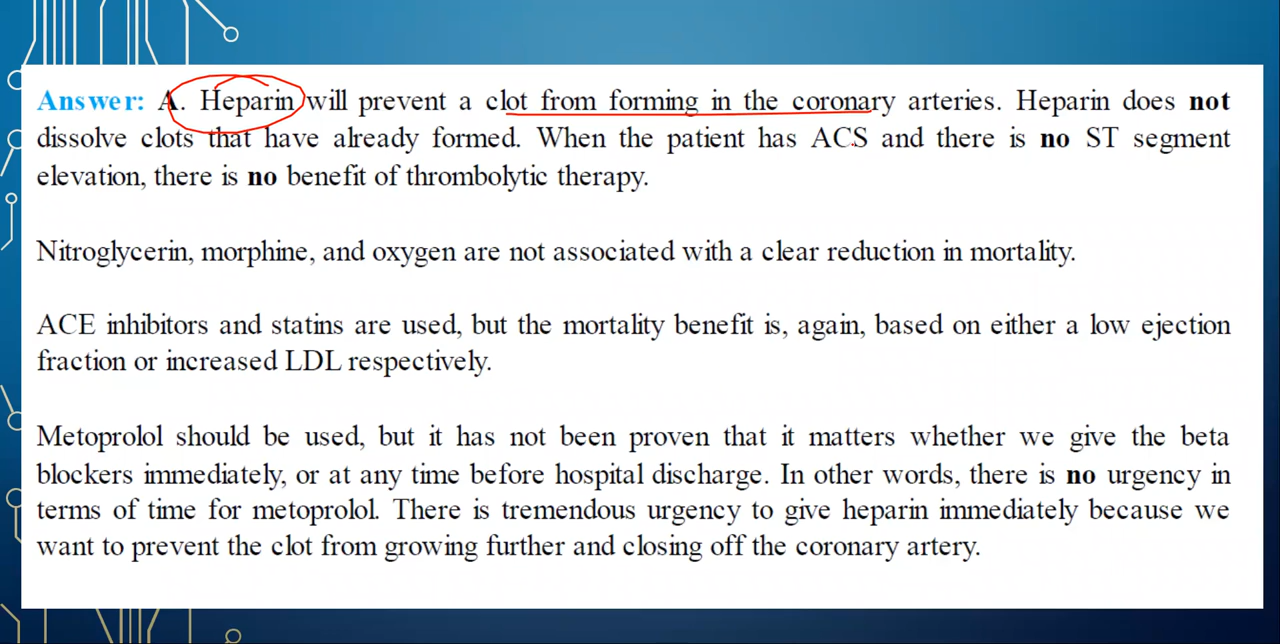 Answer: A. Heparin will prevent a clot from forming in the coronary arteries. Heparin does not
dissolve clots that have already formed. When the patient has ACS and there is no ST segment
elevation, there is no benefit of thrombolytic therapy.
Nitroglycerin, morphine, and oxygen are not associated with a clear reduction in mortality.
ACE inhibitors and statins are used, but the mortality benefit is, again, based on either a low ejection
fraction or increased LDL respectively.
Metoprolol should be used, but it has not been proven that it matters whether we give the beta
blockers immediately, or at any time before hospital discharge. In other words, there is no urgency in
terms of time for metoprolol. There is tremendous urgency to give heparin immediately because we
want to prevent the clot from growing further and closing off the coronary artery.